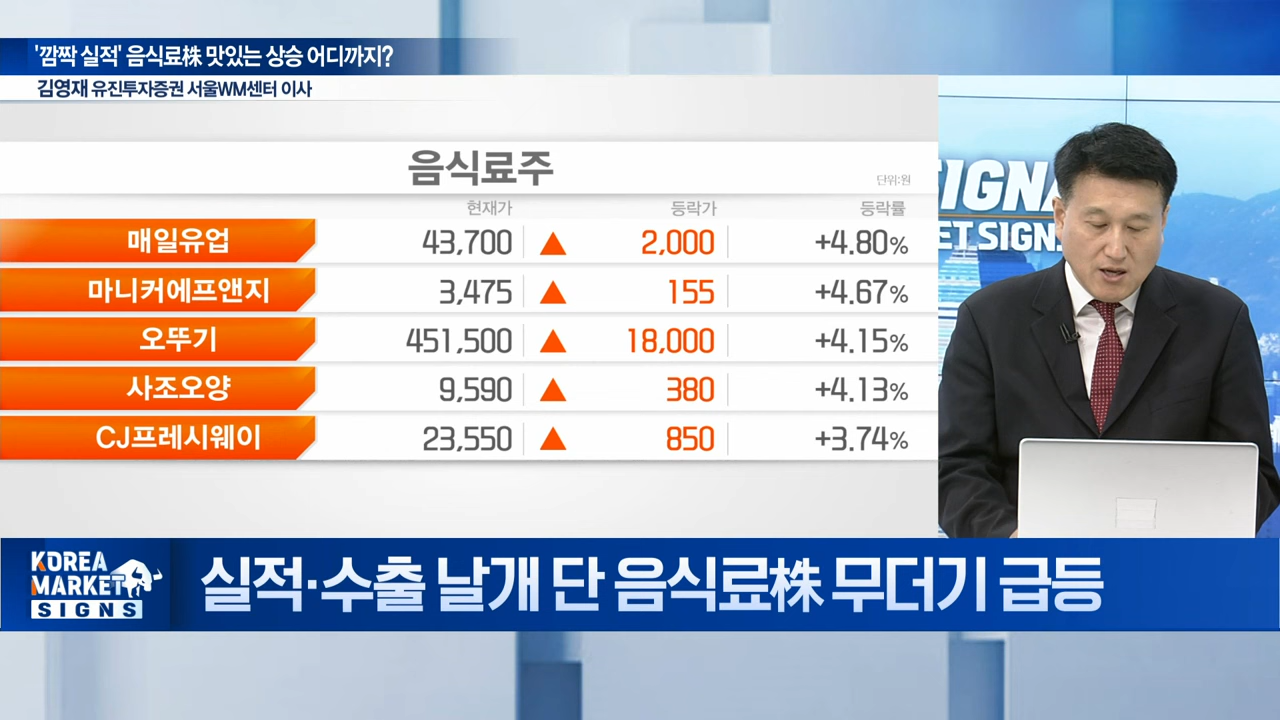 '깜짝 실적' 음식료株 맛있는 상승 어디까지?
김영재 유진투자증권 서울WM센터 이사
음식료주
단위:원
현재가 등락가 등락률
매일유업 43,700 ▲ 2,000 +4.80%
마니커에프앤지 3,475 ▲ 155 +4.67%
오뚜기 451,500 ▲ 18,000 +4.15%
사조오양 9,590 ▲ 380 +4.13%
CJ프레시웨이 23,550 ▲ 850 +3.74%
SIGNA
ET SIGN
KOREA
MARKET
SIGNS
실적·수출 날개 단 음식료株 무더기 급등